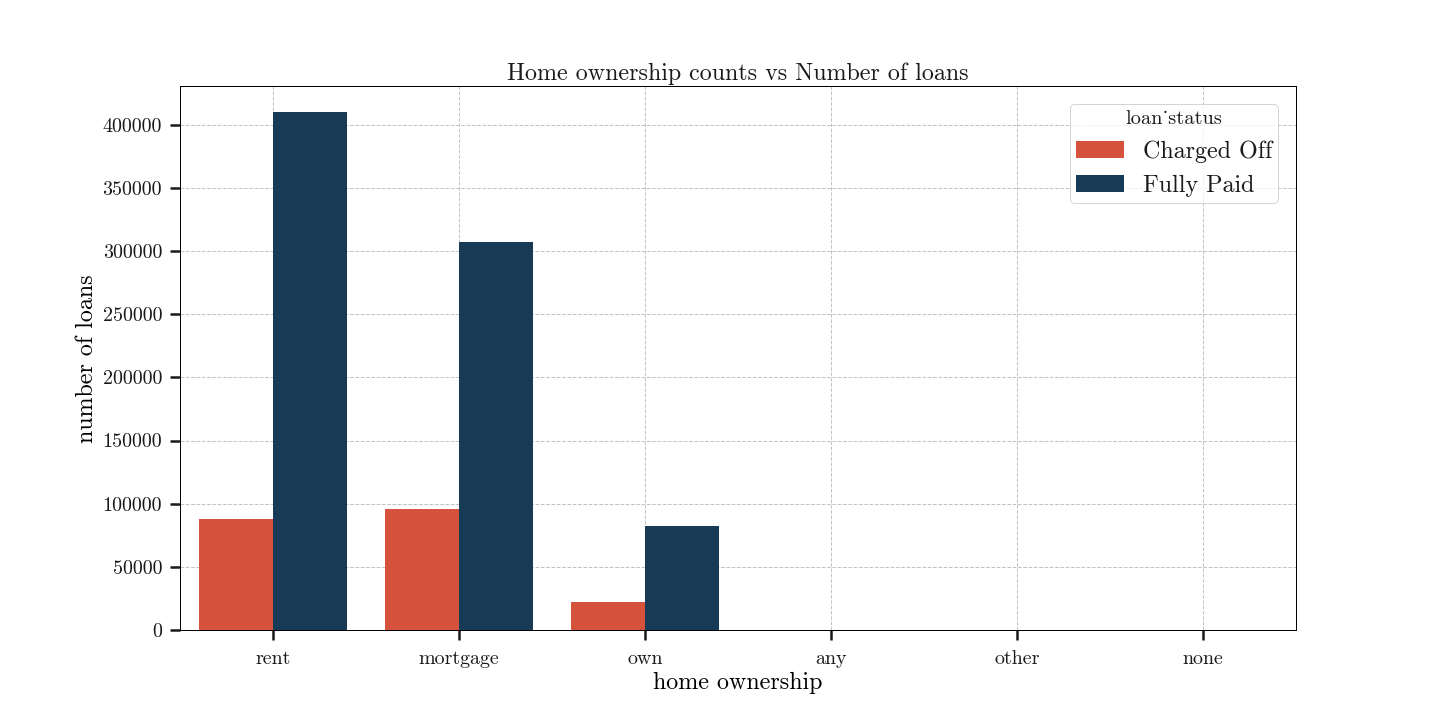 Home ownership counts vs Number of loans
loan˙status
Charged Off
Fully Paid
number of loans
400000
350000
300000
250000
200000
150000
100000
50000
0
rent mortgage own any other none
home ownership